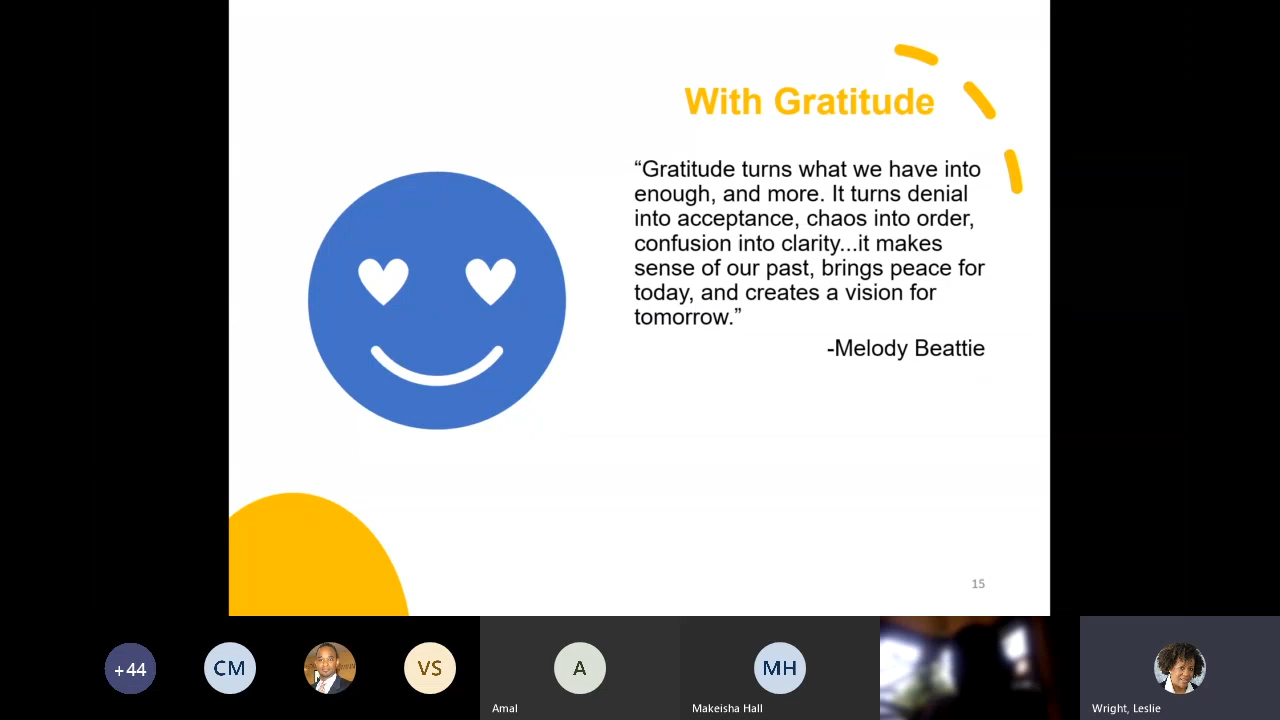 With Gratitude
“Gratitude turns what we have into
enough, and more. It turns denial
into acceptance, chaos into order,
confusion into clarity...it makes
sense of our past, brings peace for
today, and creates a vision for
tomorrow.”
-Melody Beattie
15
+44
CM
VS
A
MH
Amal
Makeisha Hall
Wright, Leslie